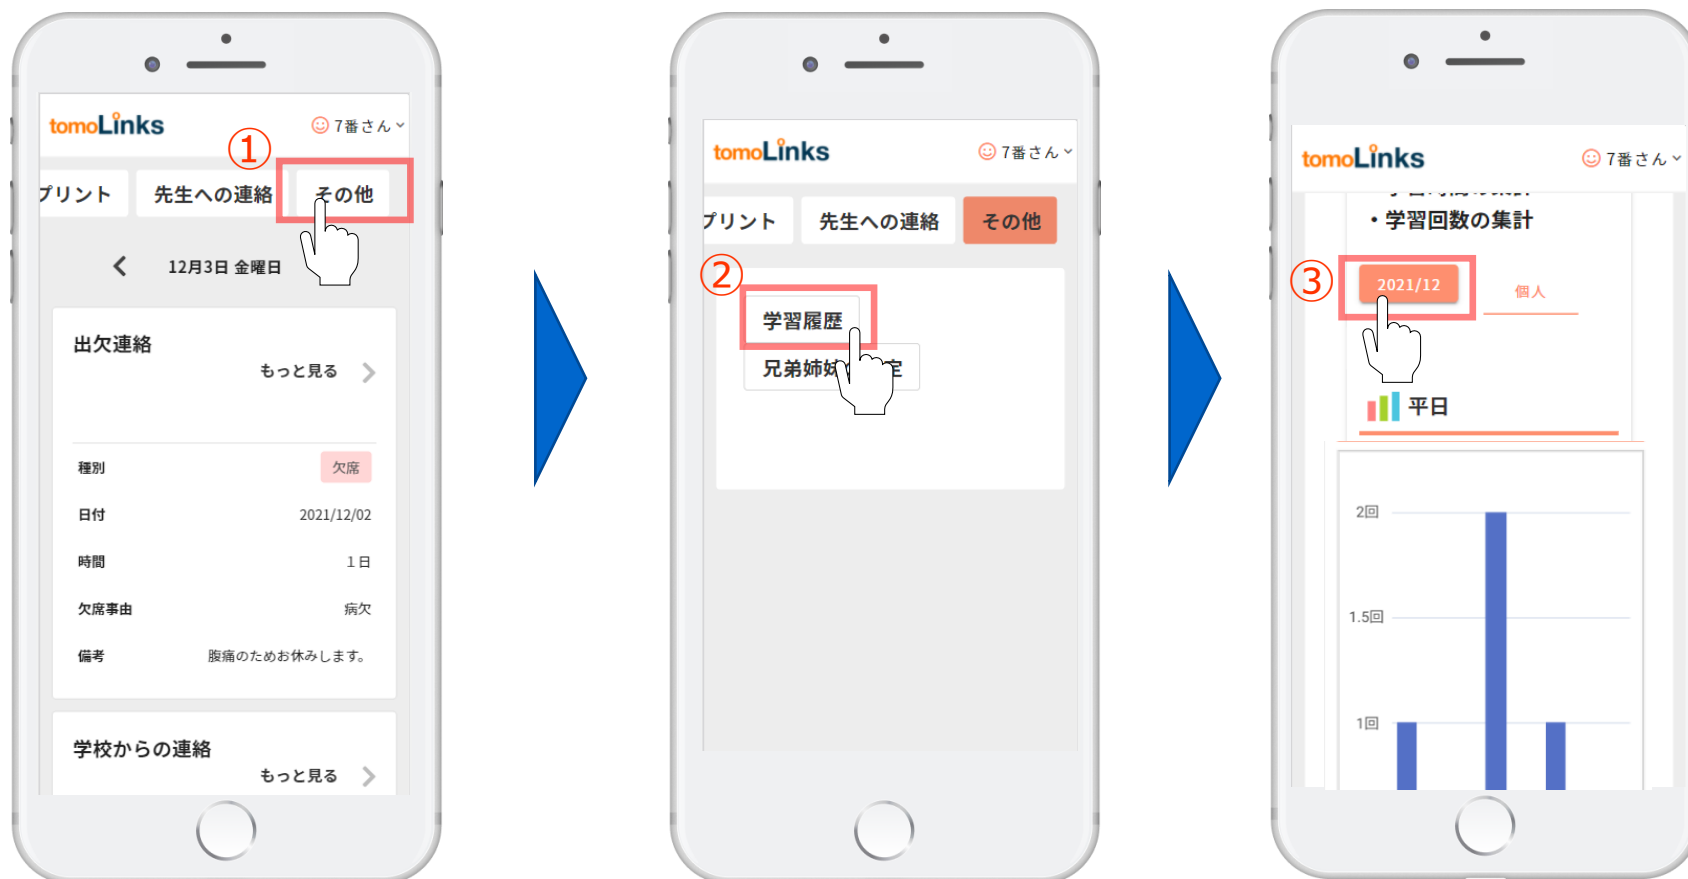 tomoLinks
7番さん
①
プリント
先生への連絡
その他
12月3日 金曜日
出欠連絡
もっと見る
種別
欠席
日付
2021/12/02
時間
1日
欠席事由
病欠
備考
腹痛のためお休みします。
学校からの連絡
もっと見る
tomoLinks
7番さん
プリント
先生への連絡
その他
②
学習履歴
兄弟姉妹
定
tomoLinks
7番さん
・学習回数の集計
③
2021/12
個人
平日
2回
1.5回
1回